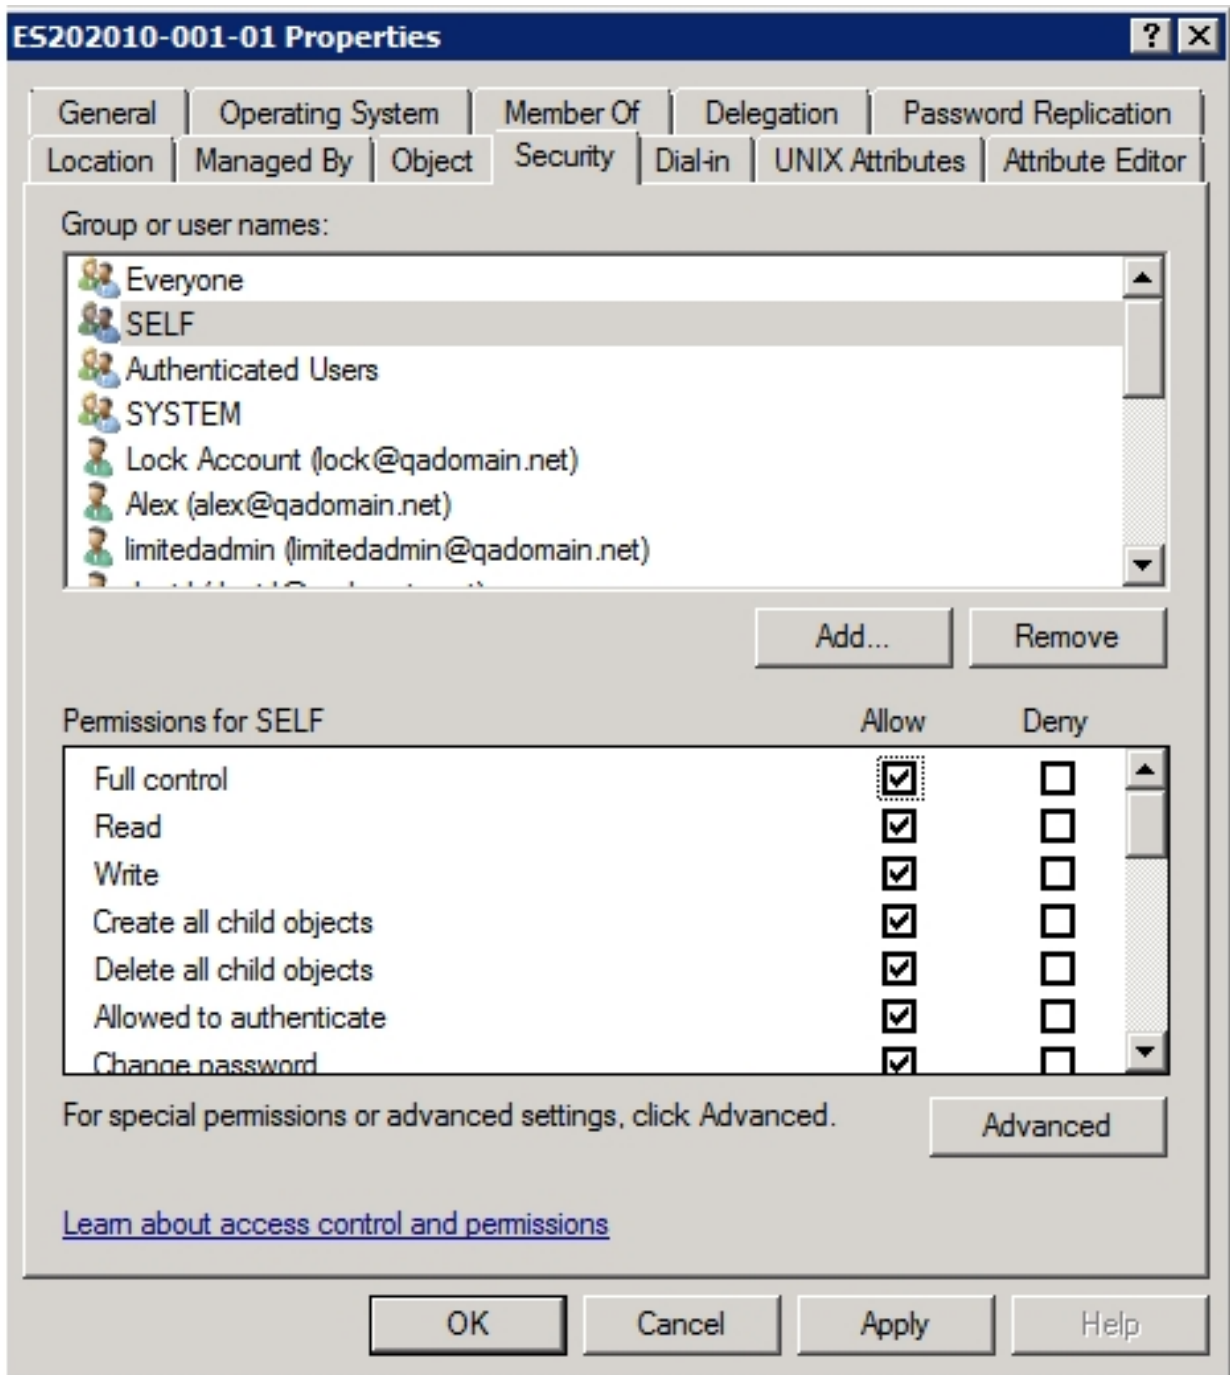 ES202010-001-01 Properties
General Operating System Member Of Delegation Password Replication
Location Managed By Object Security Dial-in UNIX Attributes Attribute Editor
Group or user names:
Everyone
SELF
Authenticated Users
SYSTEM
Lock Account (lock@qadomain.net)
Alex (alex@qadomain.net)
limitedadmin (limitedadmin@qadomain.net)
Add... Remove
Permissions for SELF Allow Deny
Full control
Read
Write
Create all child objects
Delete all child objects
Allowed to authenticate
Change password
For special permissions or advanced settings, click Advanced.
Advanced
Learn about access control and permissions
OK Cancel Apply Help